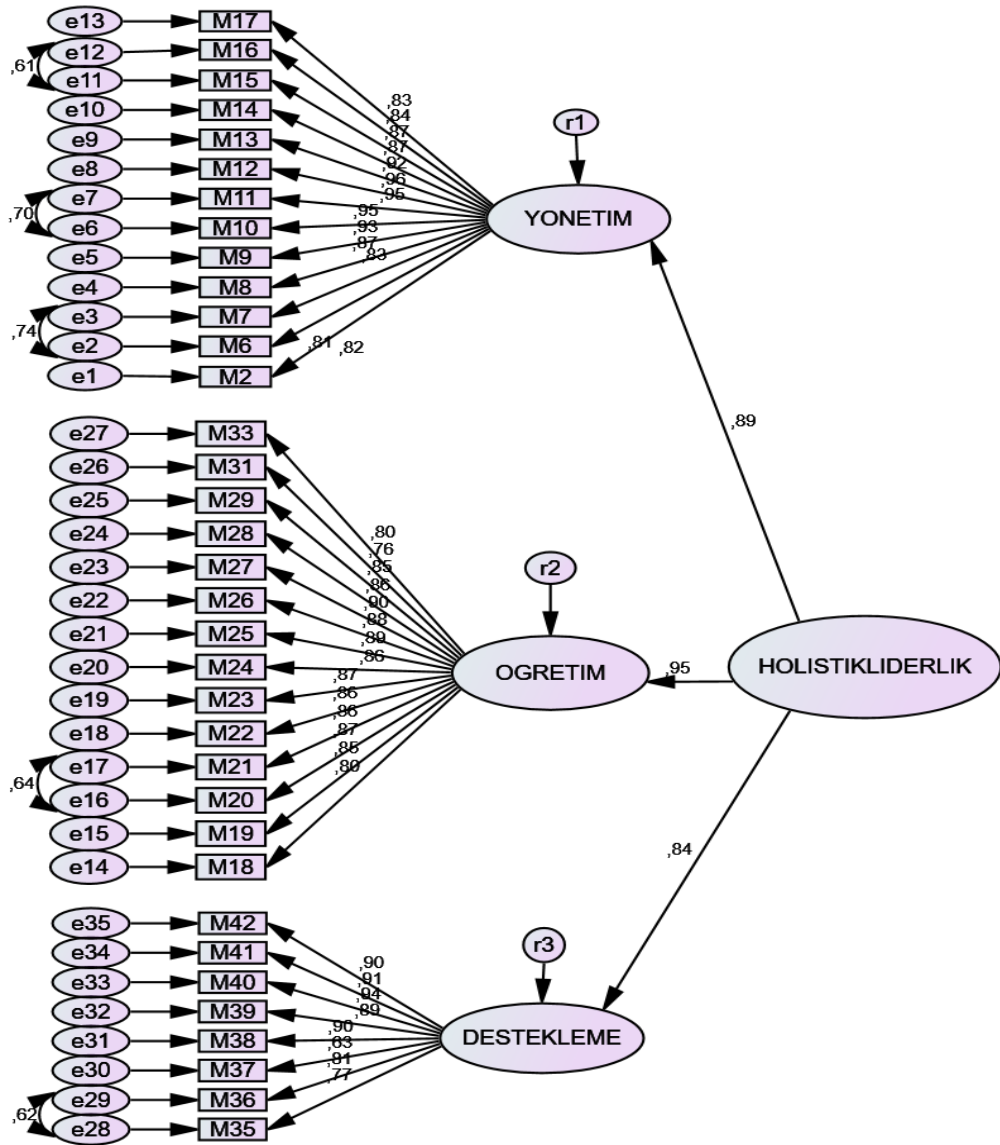 e13 M17
e12 M16
,61
e11 M15
e10 M14
e9 M13
e8 M12
e7 M11
,70
e6 M10
e5 M9
e4 M8
e3 M7
,74
e2 M6
e1 M2
,83
,84
,87
,87
,92
,96
,95
,95
,93
,87
,83
,81 ,82
r1
YONETIM
,89
e27 M33
e26 M31
e25 M29
e24 M28
e23 M27
e22 M26
e21 M25
e20 M24
e19 M23
e18 M22
e17 M21
,64
e16 M20
e15 M19
e14 M18
,80
,76
,85
,86
,90
,88
,89
,86
,87
,86
,86
,87
,85
,80
r2
OGRETIM
,95
HOLISTIKLIDERLIK
,84
e35 M42
e34 M41
e33 M40
e32 M39
e31 M38
e30 M37
e29 M36
,62
e28 M35
,90
,91
,94
,89
,90
,81
,77
r3
DESTEKLEME